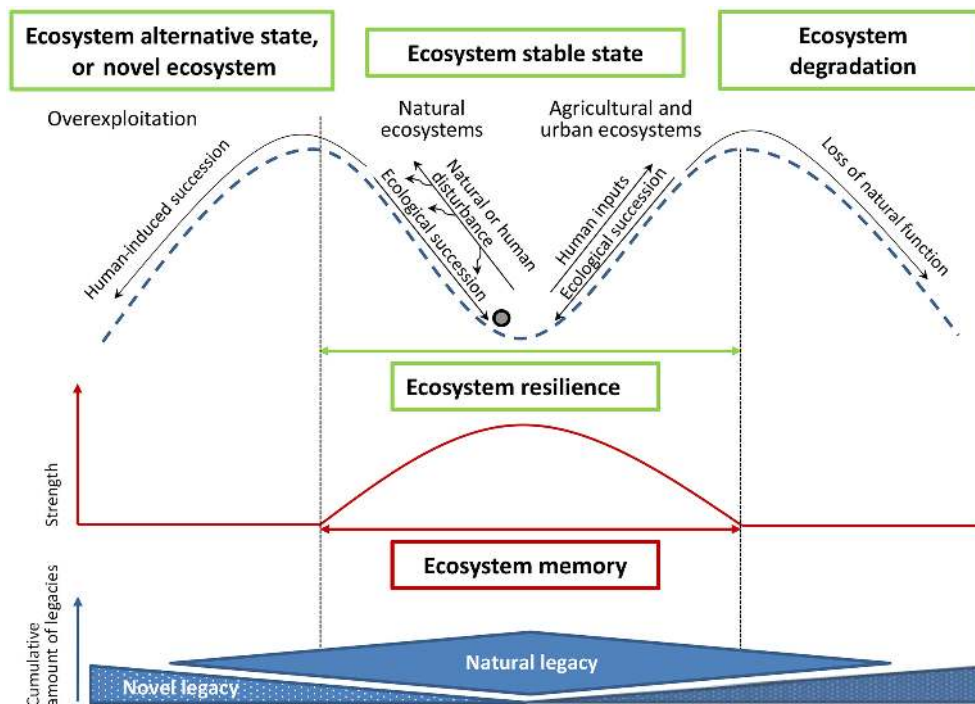 Ecosystem alternative state,
or novel ecosystem
Ecosystem stable state
Ecosystem
degradation
Overexploitation
Natural
ecosystems
Agricultural and
urban ecosystems
Human-induced succession
Ecological succession
Natural or human
disturbance
Human inputs
Ecological succession
Loss of natural function
Ecosystem resilience
Strength
Ecosystem memory
Cumulative
amount of legacies
Natural legacy
Novel legacy